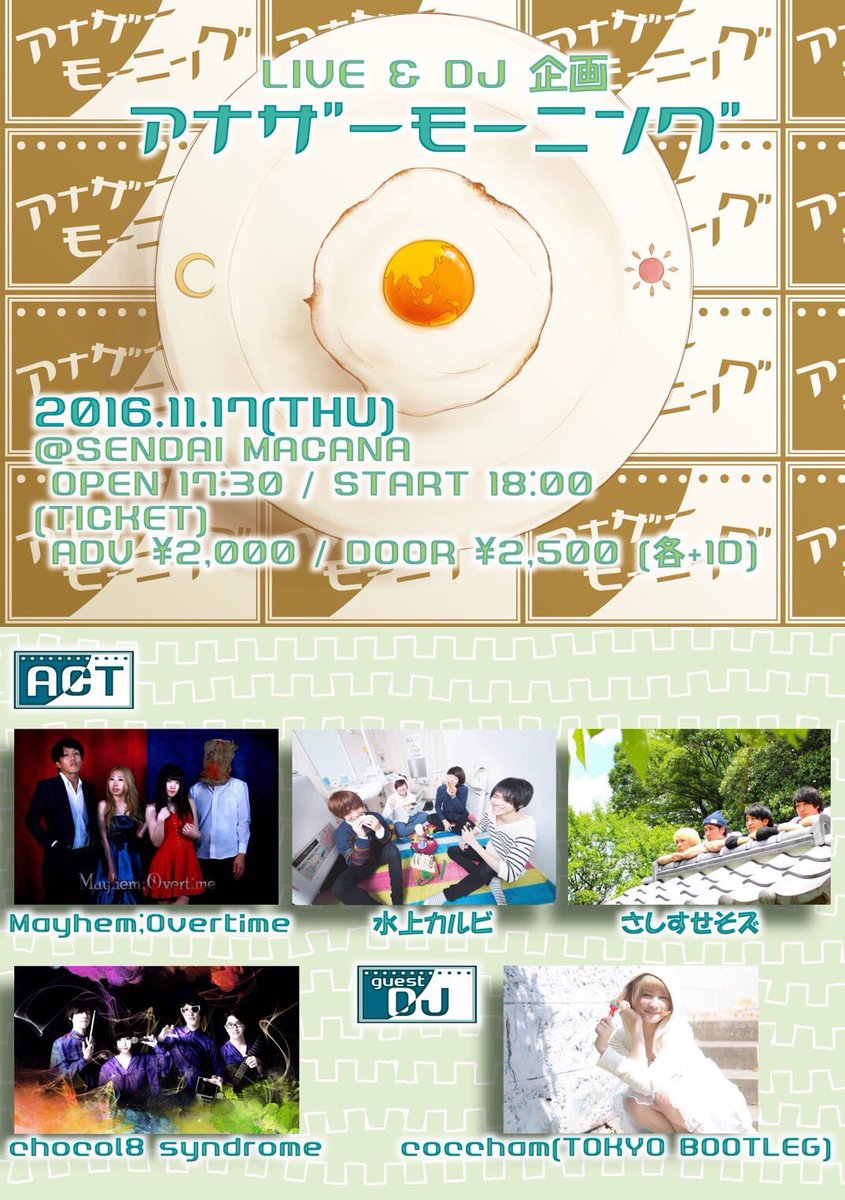 LIVE & DJ 企画
アナザーモーニング
アナザー
モーニング
2016.11.17(THU)
@SENDAI MACANA
OPEN 17:30 / START 18:00
(TICKET)
ADV ¥2,000 / DOOR ¥2,500 (各+1D)
ACT
Mayhem;Overtime
Mayhem;Overtime
水上カルビ
さしすせそズ
chocol8 syndrome
guest
DJ
coccham(TOKYO BOOTLEG)